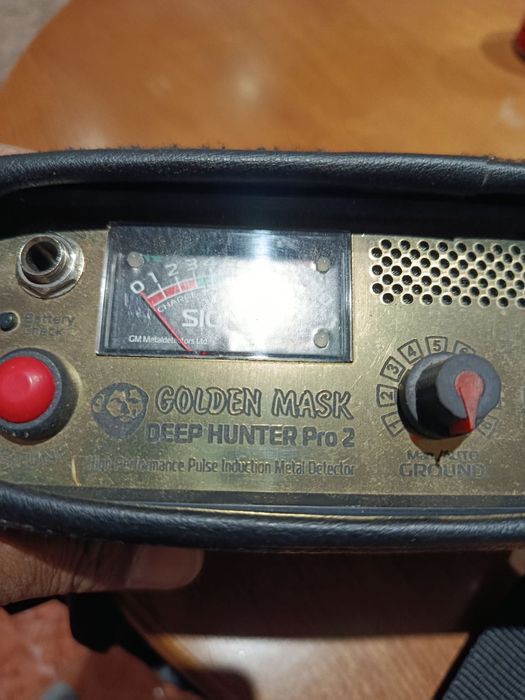 0 1 2 3
CHARGE
GM Metaldetectors Ltd
Battery
Check
GOLDEN MASK
DEEP HUNTER Pro 2
High Performance Pulse Induction Metal Detector
1 2 3 4 5
Man/AUTO
GROUND